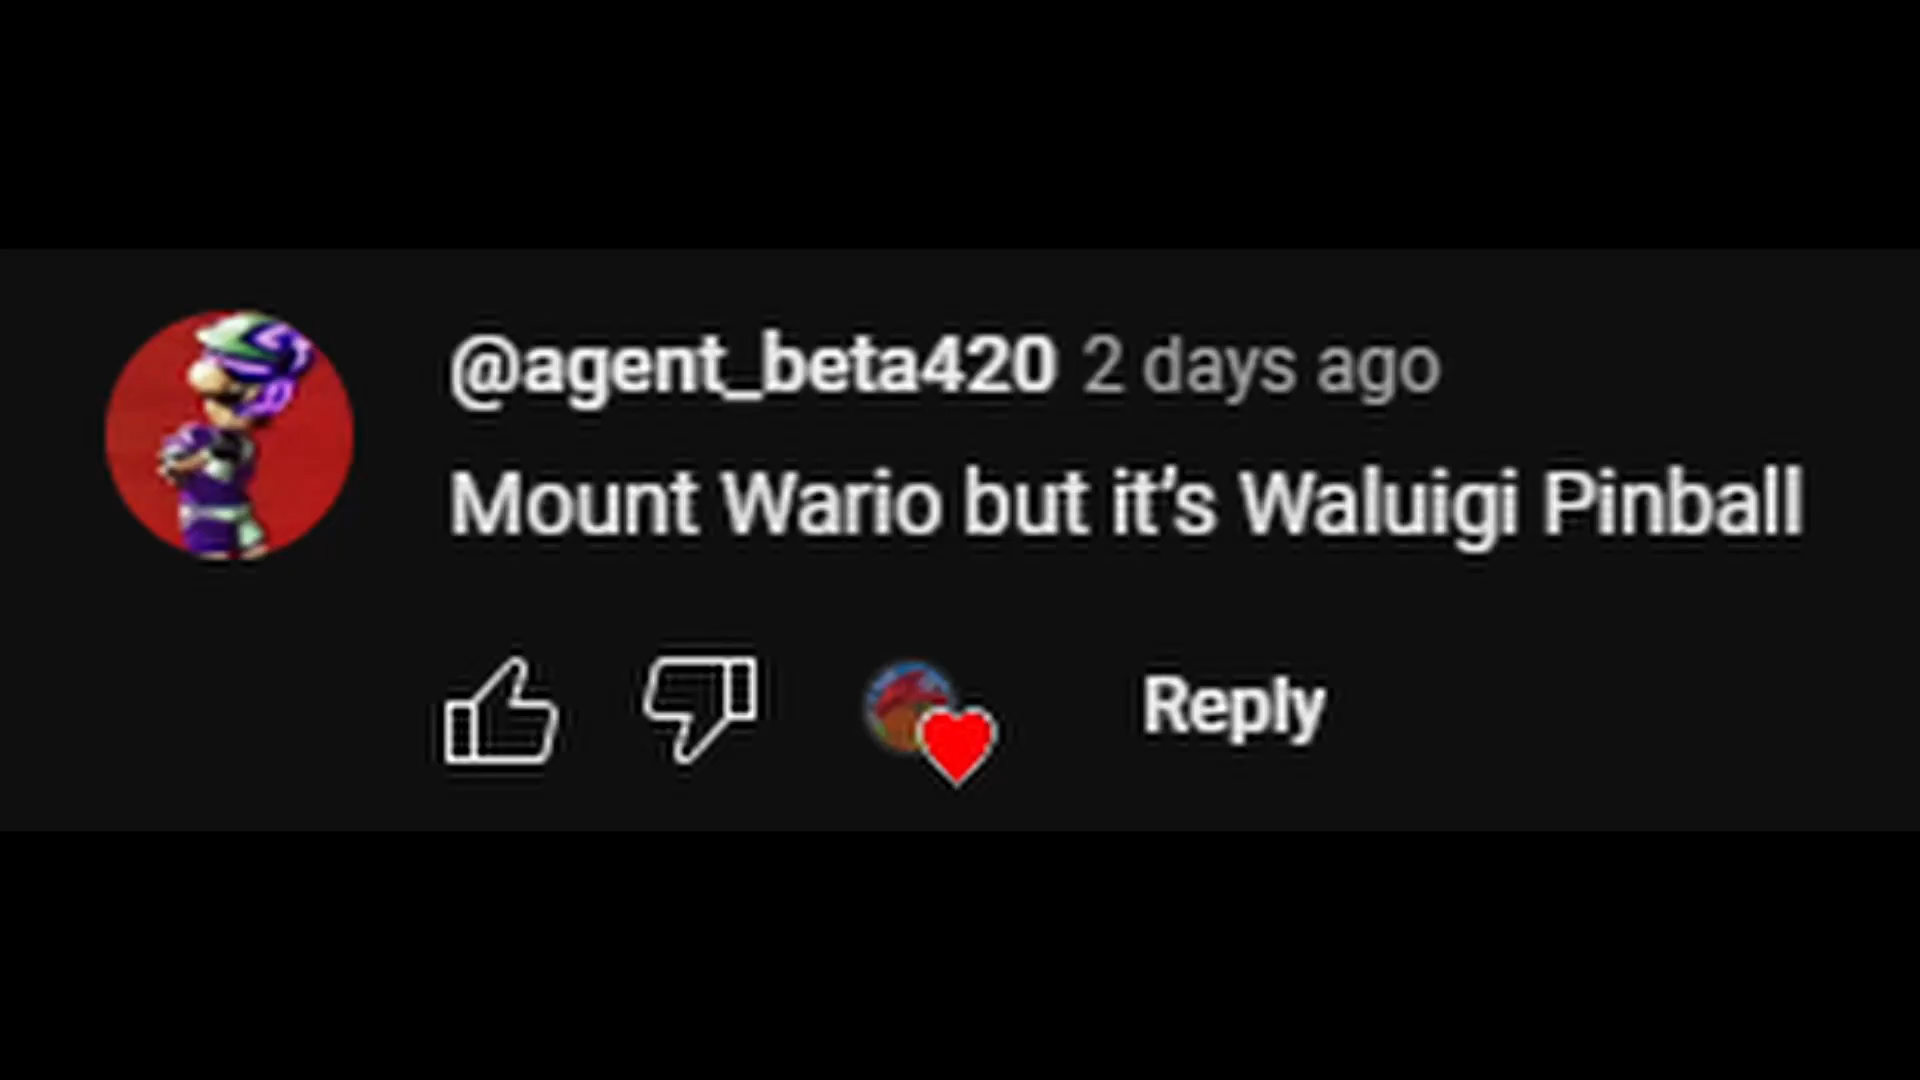 @agent_beta420 2 days ago
Mount Wario but it’s Waluigi Pinball
Reply